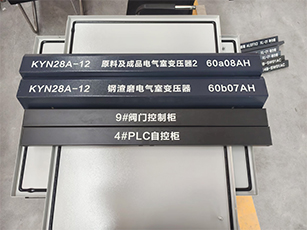 KYN28A-12 原料及成品电气室变压器2 60a08AH
KYN28A-12 钢渣磨电气室变压器 60b07AH
9#阀门控制柜
4#PLC自控柜